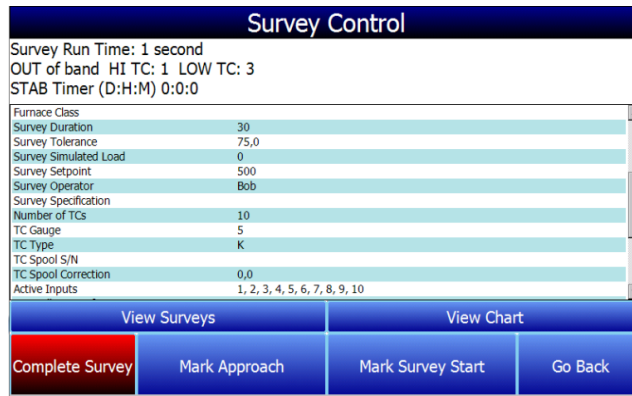 Survey Control
Survey Run Time: 1 second
OUT of band HI TC: 1 LOW TC: 3
STAB Timer (D:H:M) 0:0:0
Furnace Class
Survey Duration 30
Survey Tolerance 75,0
Survey Simulated Load 0
Survey Setpoint 500
Survey Operator Bob
Survey Specification
Number of TCs 10
TC Gauge 5
TC Type K
TC Spool S/N
TC Spool Correction 0,0
Active Inputs 1, 2, 3, 4, 5, 6, 7, 8, 9, 10
View Surveys View Chart
Complete Survey Mark Approach Mark Survey Start Go Back